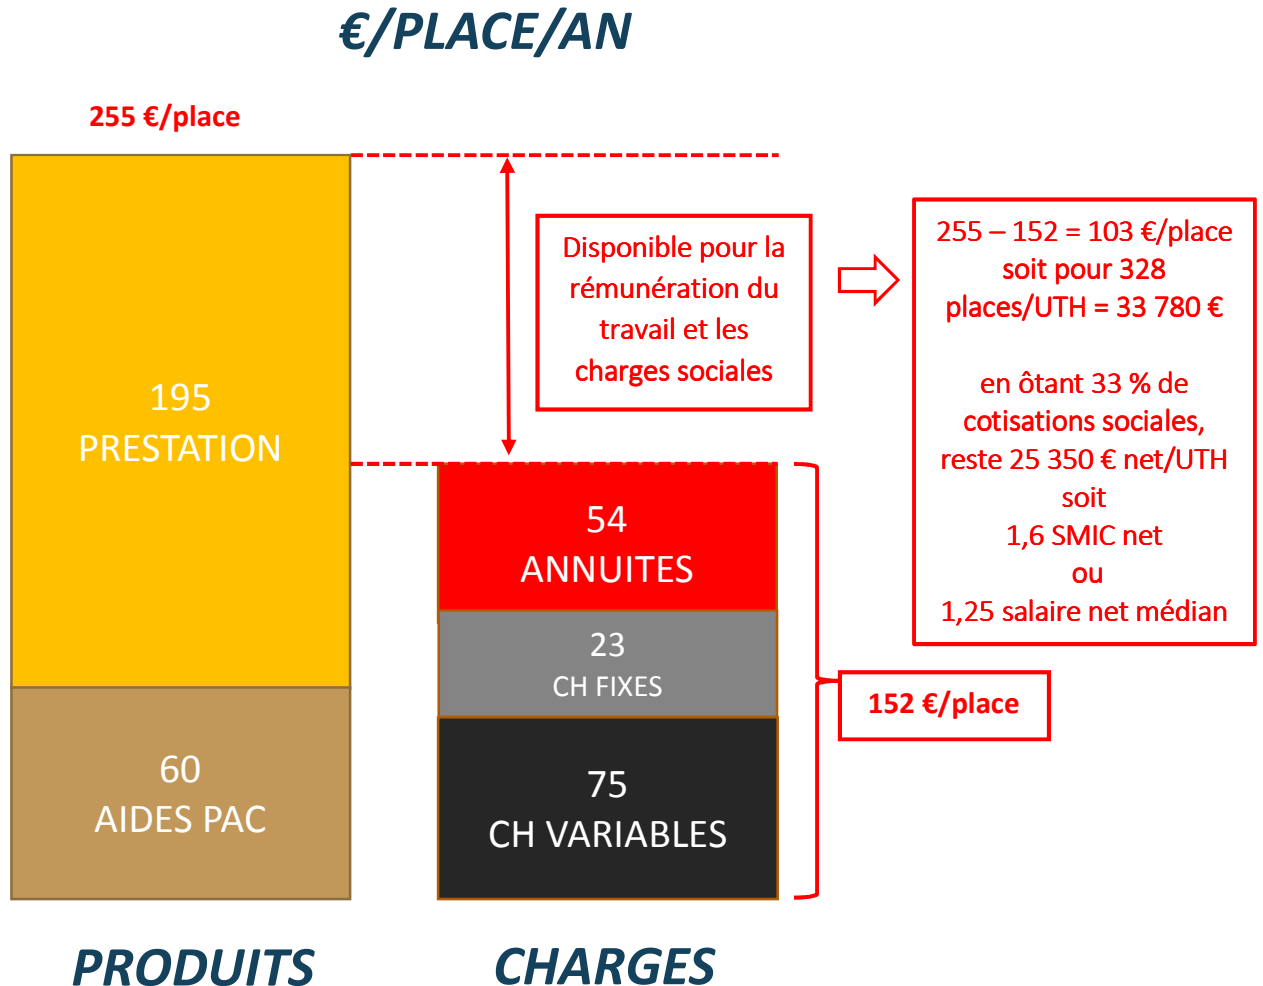 €/PLACE/AN
255 €/place
195
PRESTATION
60
AIDES PAC
PRODUITS
Disponible pour la
rémunération du
travail et les
charges sociales
54
ANNUITES
23
CH FIXES
75
CH VARIABLES
CHARGES
255 – 152 = 103 €/place
soit pour 328
places/UTH = 33 780 €
en ôtant 33 % de
cotisations sociales,
reste 25 350 € net/UTH
soit
1,6 SMIC net
ou
1,25 salaire net médian
152 €/place